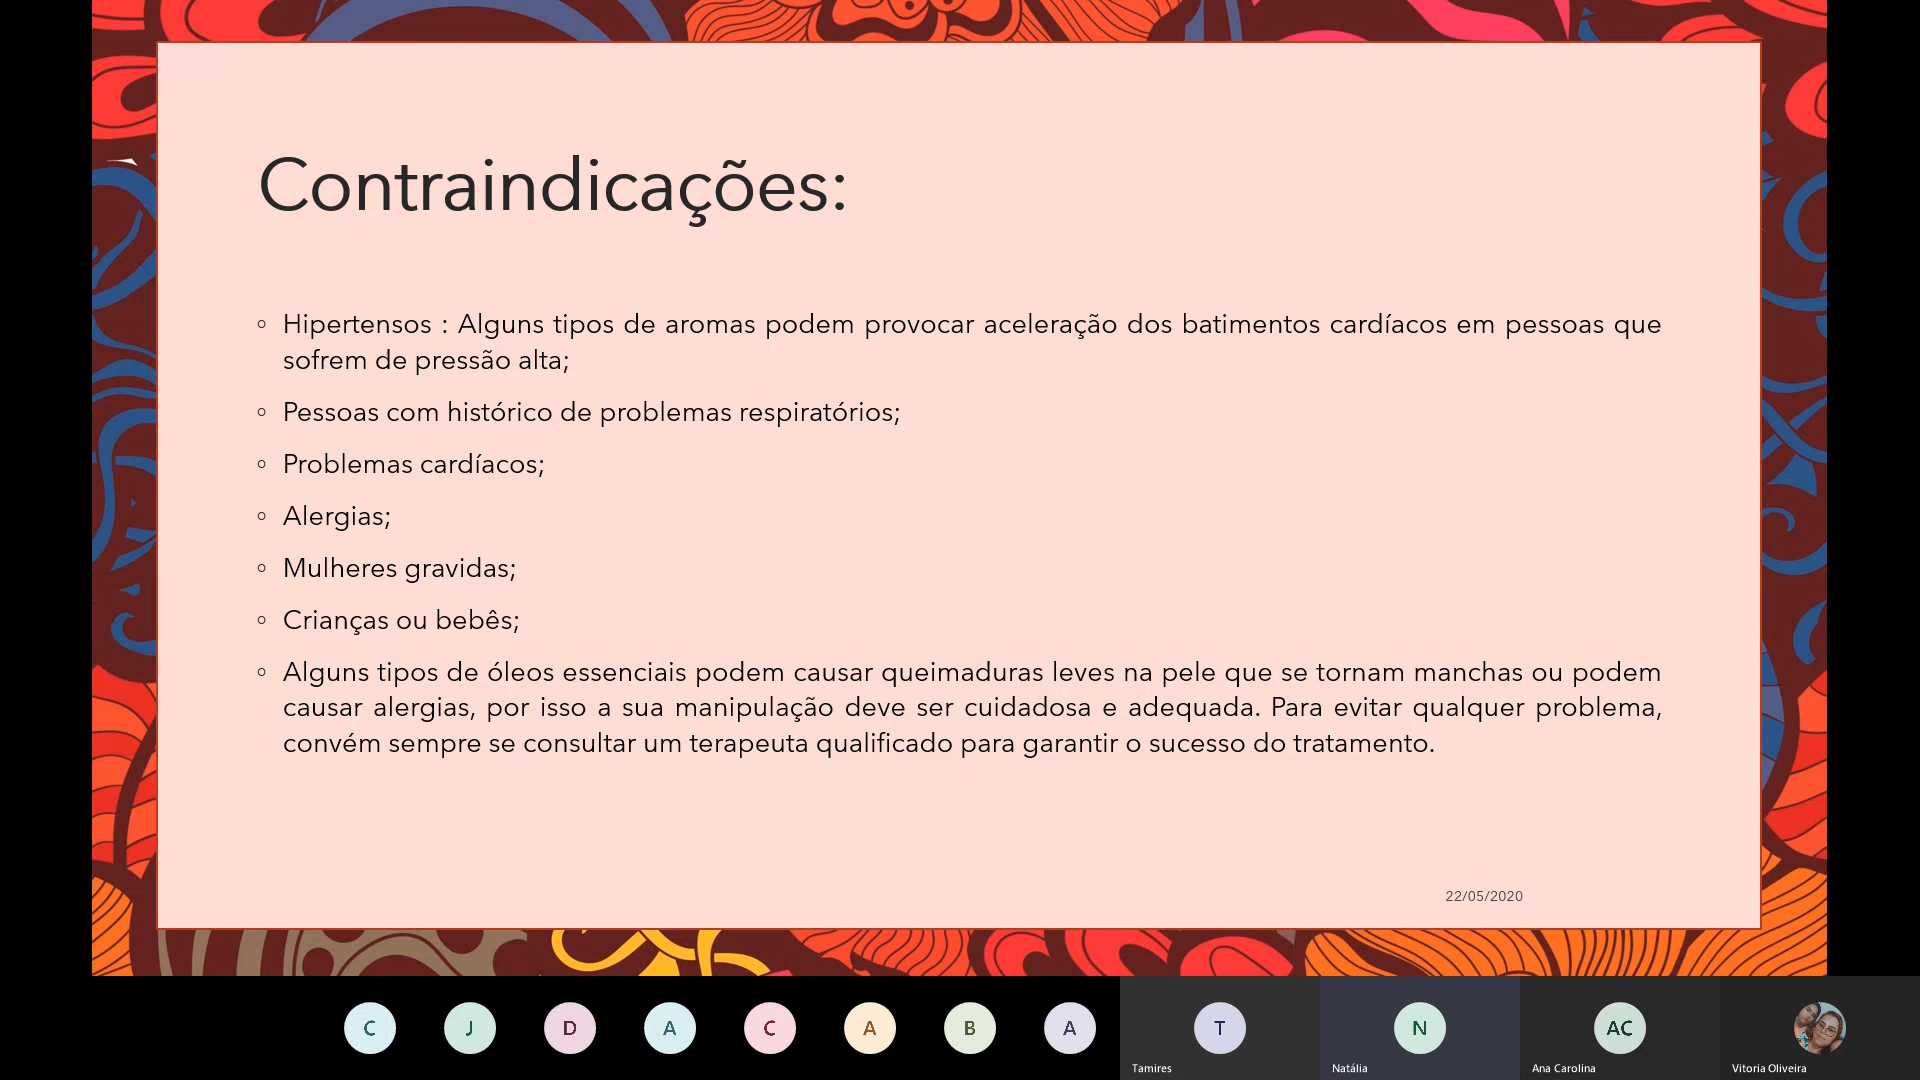 Contraindicações:
◦ Hipertensos : Alguns tipos de aromas podem provocar aceleração dos batimentos cardíacos em pessoas que
sofrem de pressão alta;
◦ Pessoas com histórico de problemas respiratórios;
◦ Problemas cardíacos;
◦ Alergias;
◦ Mulheres gravidas;
◦ Crianças ou bebês;
◦ Alguns tipos de óleos essenciais podem causar queimaduras leves na pele que se tornam manchas ou podem
causar alergias, por isso a sua manipulação deve ser cuidadosa e adequada. Para evitar qualquer problema,
convém sempre se consultar um terapeuta qualificado para garantir o sucesso do tratamento.
22/05/2020
C J D A C A B A T N AC
Tamires Natália Ana Carolina Vitoria Oliveira